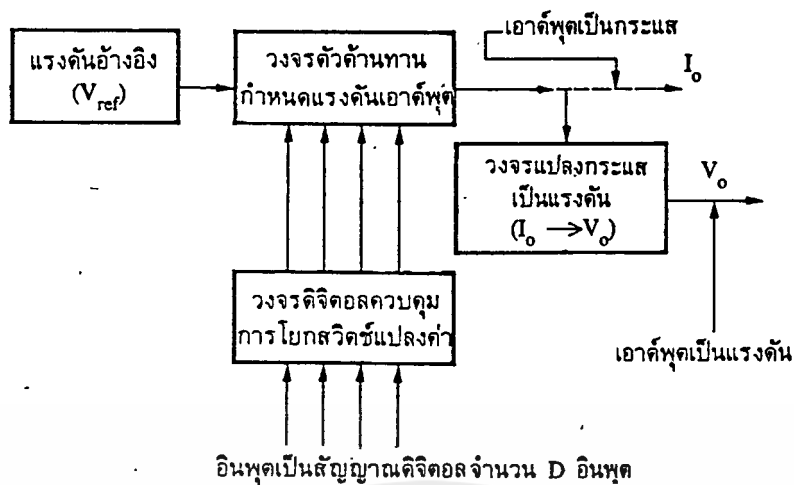 เอาต์พุตเป็นกระแส
แรงดันอ้างอิง
(V_ref)
วงจรตัวต้านทาน
กำหนดแรงดันเอาต์พุต
I_o
วงจรแปลงกระแส
เป็นแรงดัน
(I_o →V_o)
V_o
วงจรดิจิตอลควบคุม
การโยกสวิตช์แปลงค่า
เอาต์พุตเป็นแรงดัน
อินพุตเป็นสัญญาณดิจิตอลจำนวน D อินพุต